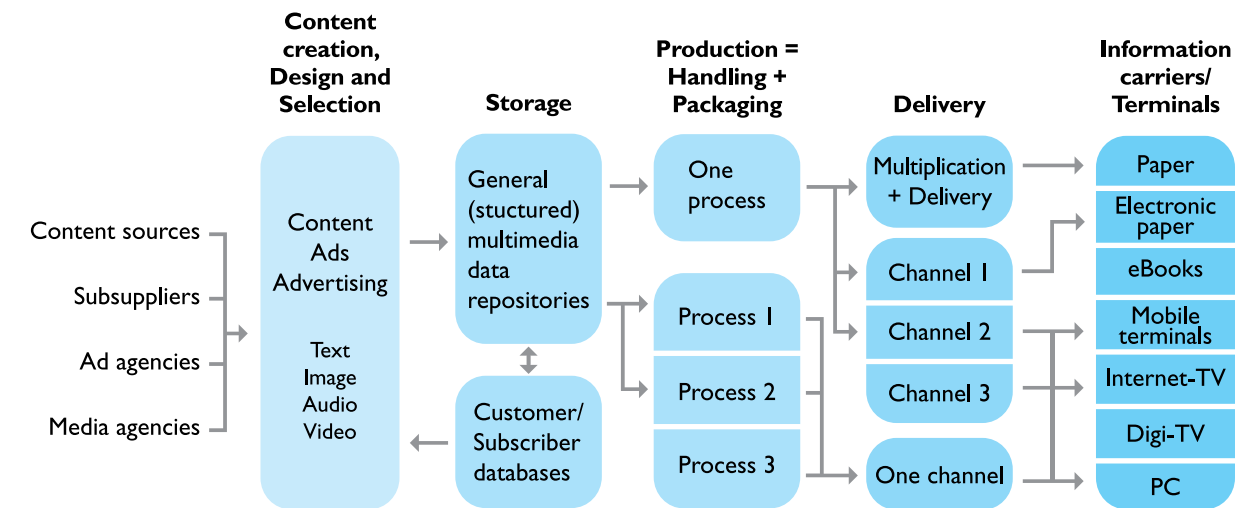 Content
creation,
Design and
Selection
Storage
Production =
Handling +
Packaging
Delivery
Information
carriers/
Terminals
Content sources
Subsuppliers
Ad agencies
Media agencies
Content
Ads
Advertising
Text
Image
Audio
Video
General
(stuctured)
multimedia
data
repositories
Customer/
Subscriber
databases
One
process
Process 1
Process 2
Process 3
Multiplication
+ Delivery
Channel 1
Channel 2
Channel 3
One channel
Paper
Electronic
paper
eBooks
Mobile
terminals
Internet-TV
Digi-TV
PC